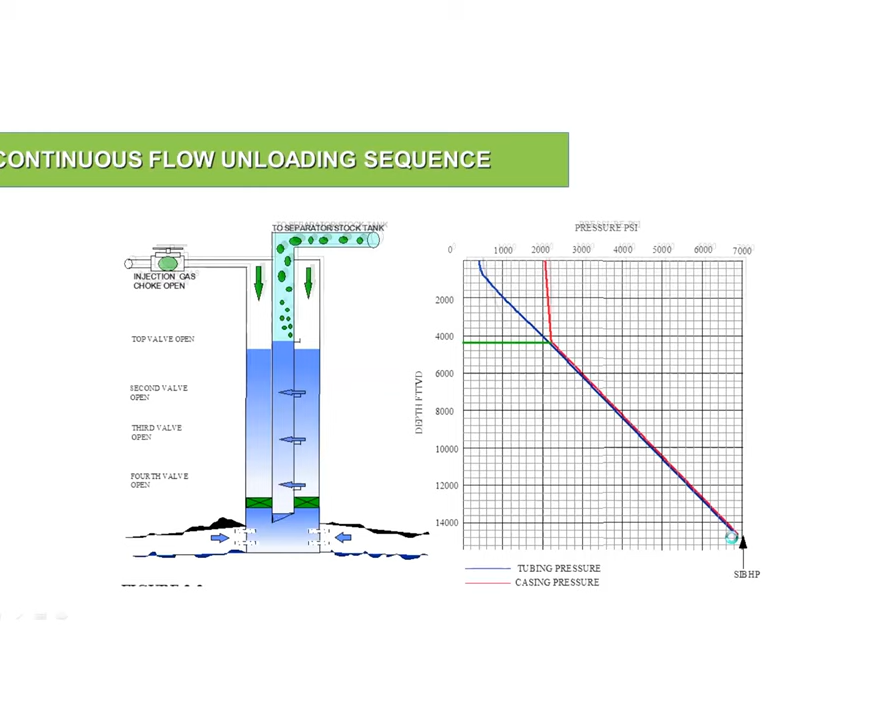 CONTINUOUS FLOW UNLOADING SEQUENCE
TO SEPARATOR/STOCK TANK
INJECTION GAS
CHOKE OPEN
TOP VALVE OPEN
SECOND VALVE
OPEN
THIRD VALVE
OPEN
FOURTH VALVE
OPEN
PRESSURE PSI
0 1000 2000 3000 4000 5000 6000 7000
2000
4000
6000
8000
10000
12000
14000
DEPTH FTTVD
TUBING PRESSURE
CASING PRESSURE
SIBHP